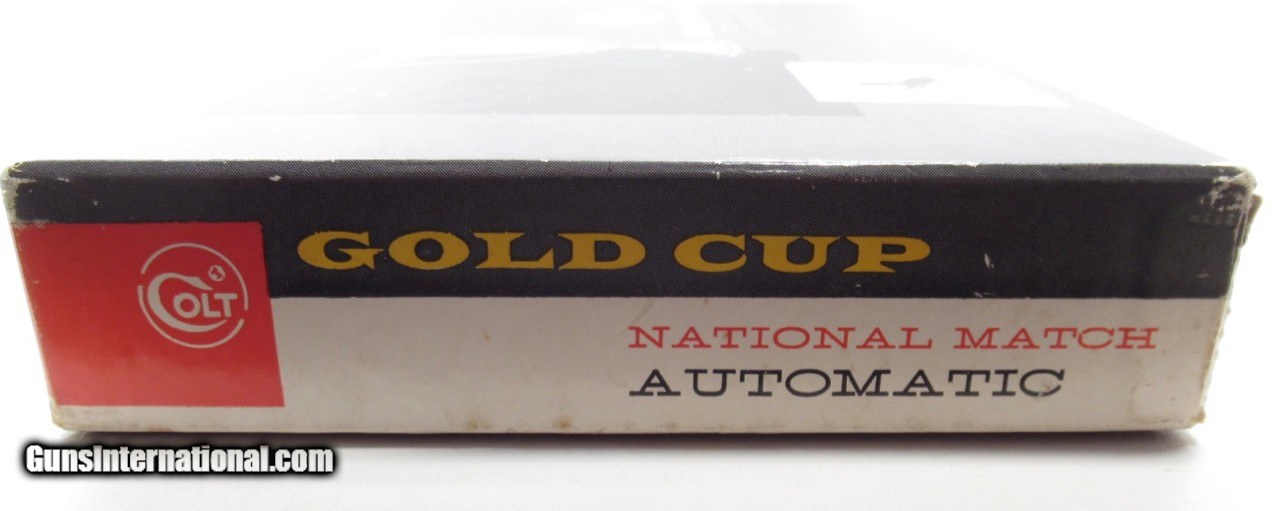 GOLD CUP
COLT
NATIONAL MATCH
AUTOMATIC
GunsInternational.com